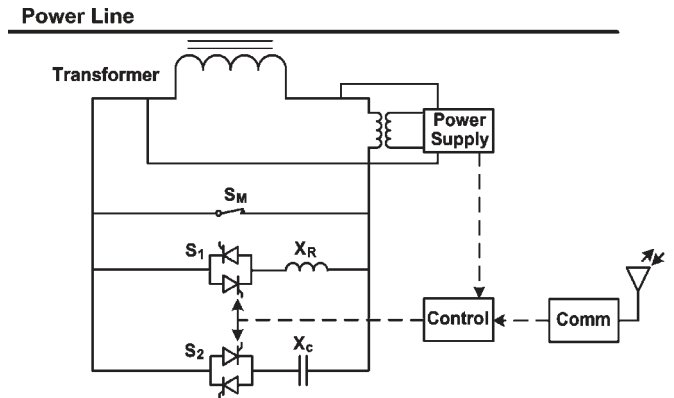 Power Line
Transformer
Power
Supply
SM
S1
XR
Control
Comm
S2
Xc